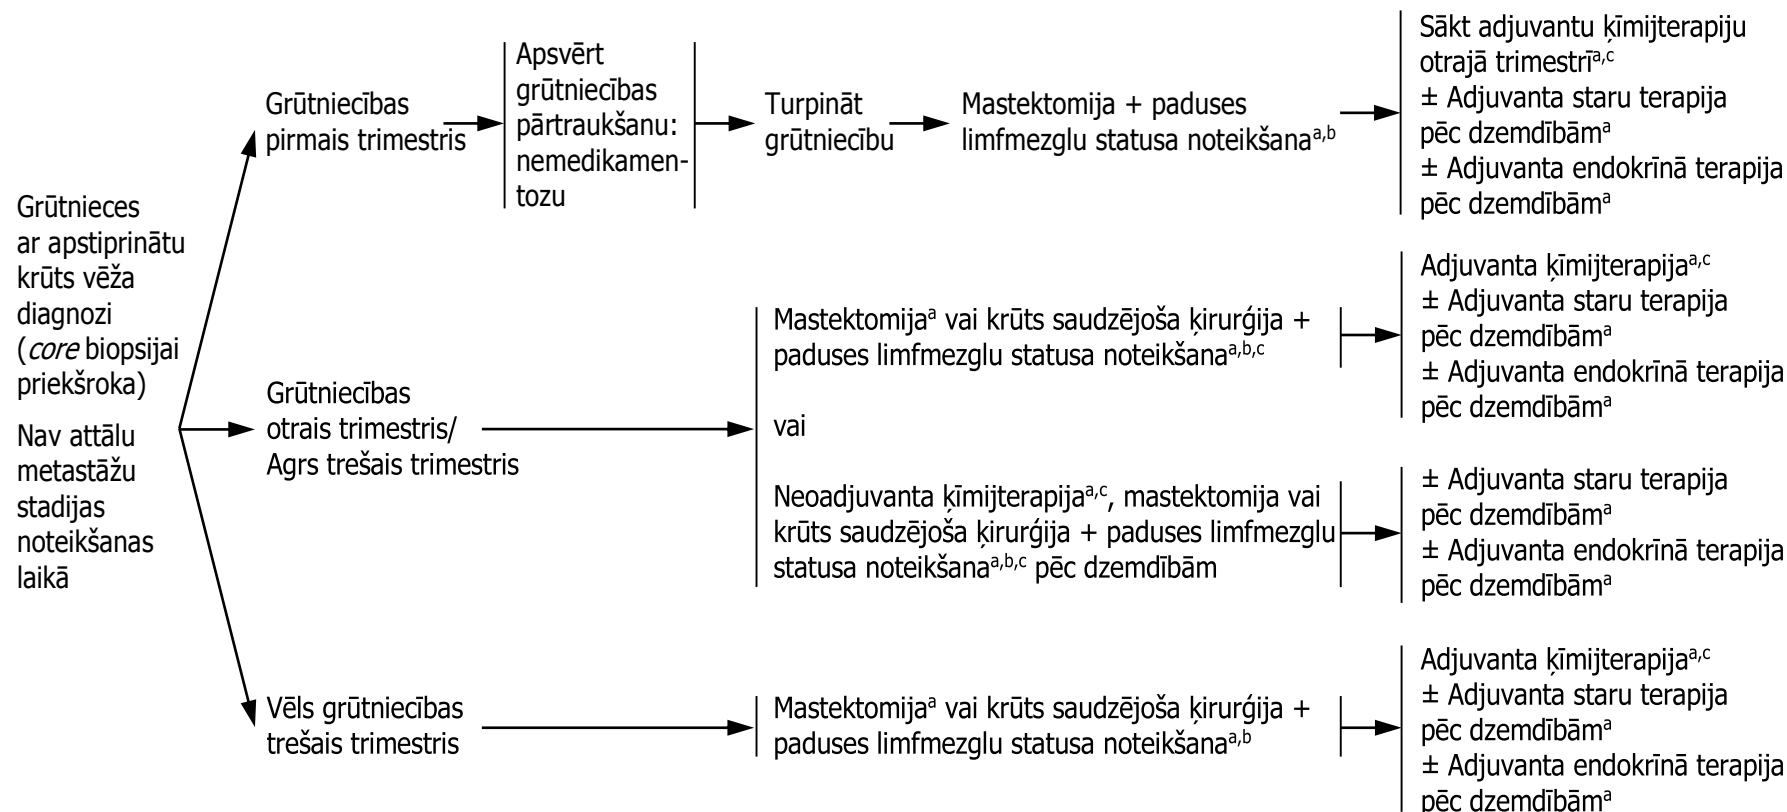 Grūtnieces
ar apstiprinātu
krūts vēža
diagnozi
(core biopsijai
priekšroka)
Nav attālu
metastāžu
stadijas
noteikšanas
laikā
Grūtniecības
pirmais trimestris
Apsvērt
grūtniecības
pārtraukšanu:
nemedikamen-
tozu
Turpināt
grūtniecību
Mastektomija + paduses
limfmezglu statusa noteikšanaa,b
Sākt adjuvantu ķīmijterapiju
otrajā trimestrīa,c
± Adjuvanta staru terapija
pēc dzemdībāma
± Adjuvanta endokrīnā terapija
pēc dzemdībāma
Grūtniecības
otrais trimestris/
Agrs trešais trimestris
Mastektomijaa vai krūts saudzējoša ķirurģija +
paduses limfmezglu statusa noteikšanaa,b,c
Adjuvanta ķīmijterapijaa,c
± Adjuvanta staru terapija
pēc dzemdībāma
± Adjuvanta endokrīnā terapija
pēc dzemdībāma
vai
Neoadjuvanta ķīmijterapijaa,c, mastektomija vai
krūts saudzējoša ķirurģija + paduses limfmezglu
statusa noteikšanaa,b,c pēc dzemdībām
± Adjuvanta staru terapija
pēc dzemdībāma
± Adjuvanta endokrīnā terapija
pēc dzemdībāma
Vēls grūtniecības
trešais trimestris
Mastektomijaa vai krūts saudzējoša ķirurģija +
paduses limfmezglu statusa noteikšanaa,b
Adjuvanta ķīmijterapijaa,c
± Adjuvanta staru terapija
pēc dzemdībāma
± Adjuvanta endokrīnā terapija
pēc dzemdībāma